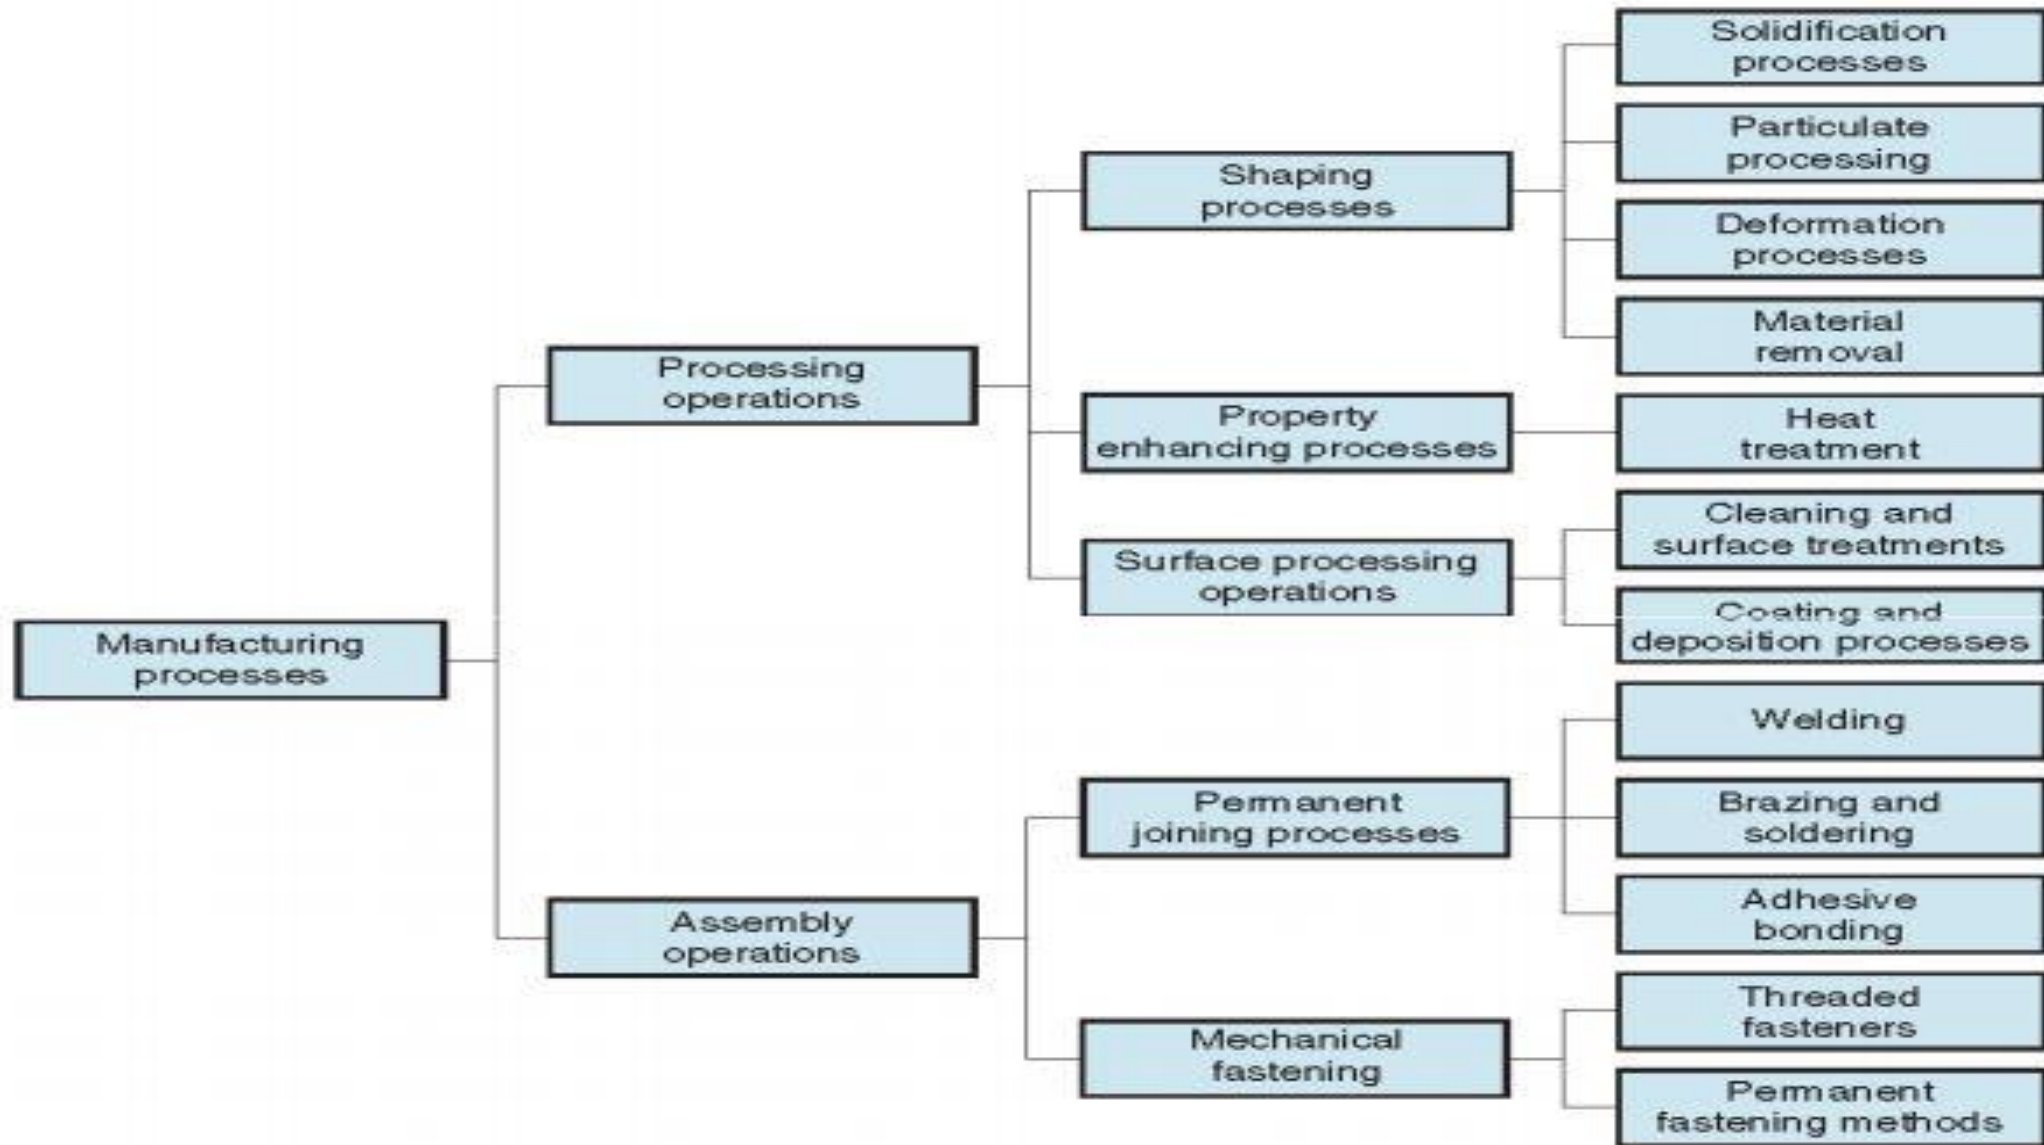 Manufacturing
processes
Processing
operations
Assembly
operations
Shaping
processes
Property
enhancing processes
Surface processing
operations
Permanent
joining processes
Mechanical
fastening
Solidification
processes
Particulate
processing
Deformation
processes
Material
removal
Heat
treatment
Cleaning and
surface treatments
Coating and
deposition processes
Welding
Brazing and
soldering
Adhesive
bonding
Threaded
fasteners
Permanent
fastening methods